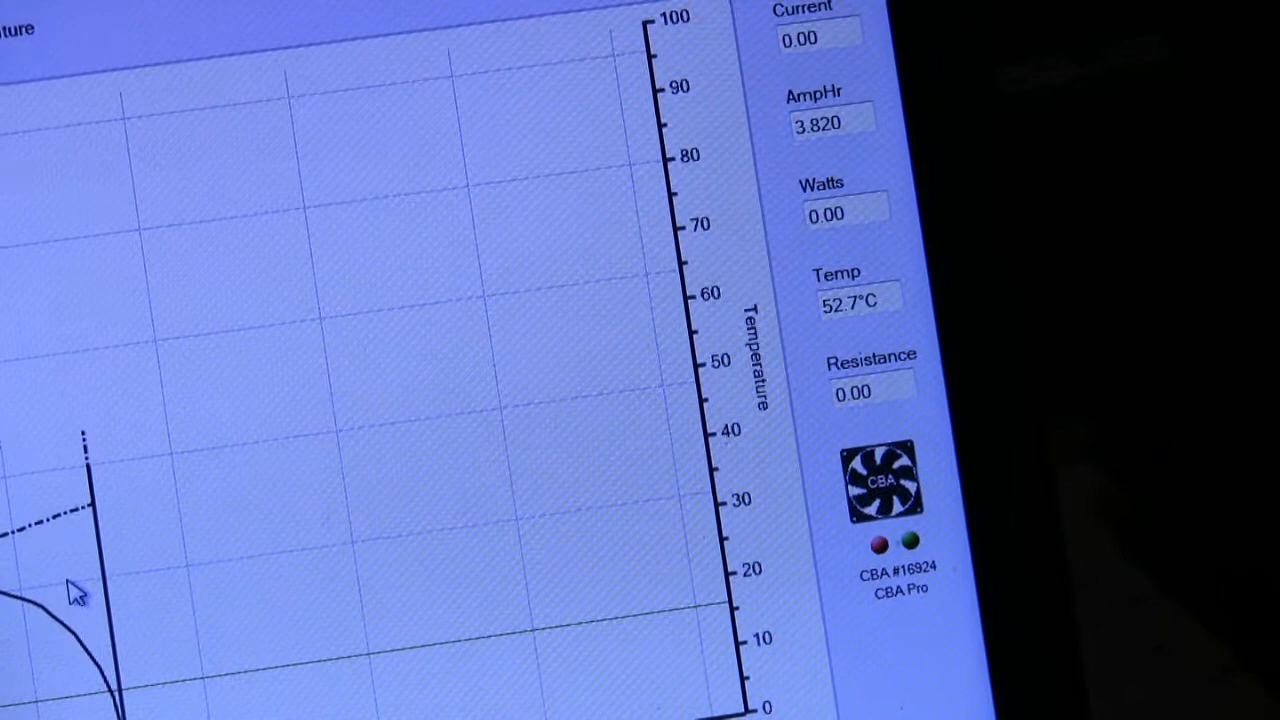 ture
100
90
80
70
60
50
40
30
20
10
0
Temperature
Current
0.00
AmpHr
3.820
Watts
0.00
Temp
52.7°C
Resistance
0.00
CBA
CBA #16924
CBA Pro